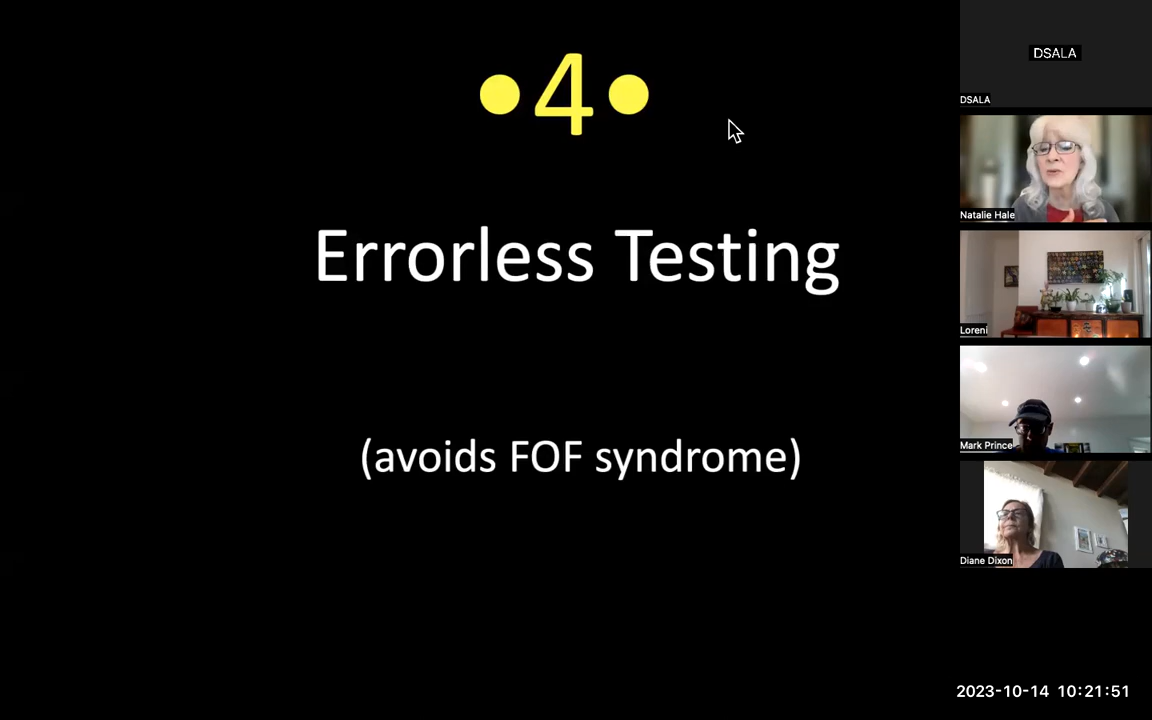 •4•
Errorless Testing
(avoids FOF syndrome)
DSALA
DSALA
Natalie Hale
Lorení
Mark Prince
Diane Dixon
2023-10-14 10:21:51